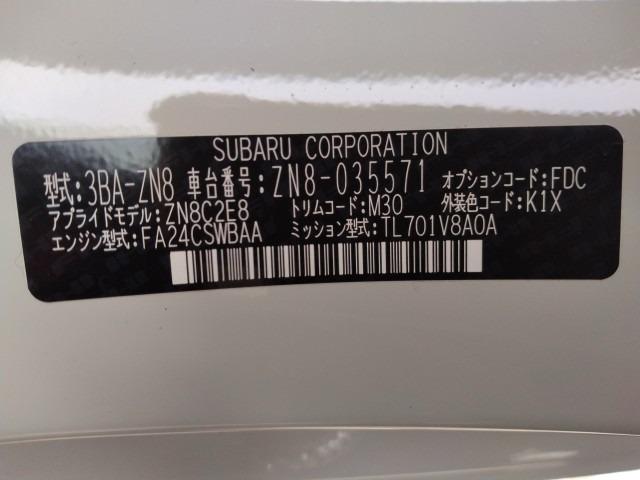 SUBARU CORPORATION
型式:3BA-ZN8 車台番号:ZN8-035571 オプションコード:FDC
アプライドモデル:ZN8C2E8 トリムコード:M30 外装色コード:K1X
エンジン型式:FA24CSWBAA ミッション型式:TL701V8AOA